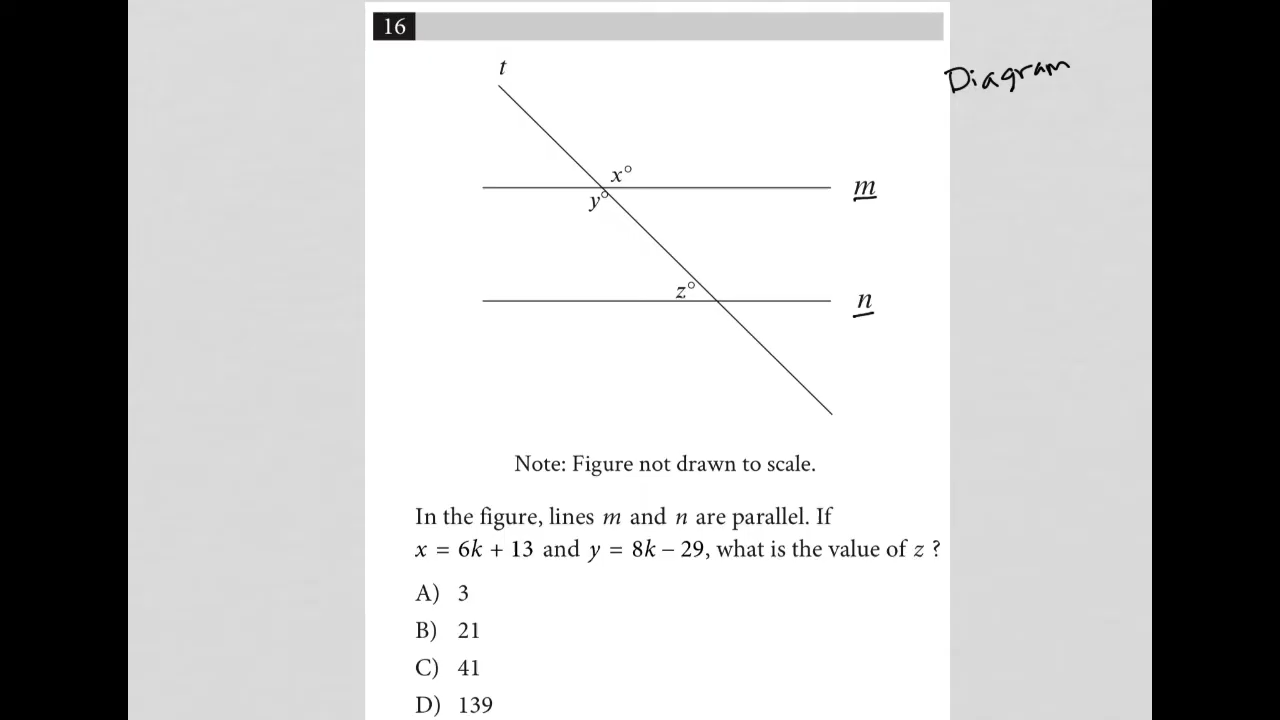 16
t
Diagram
x°
m
y°
z°
n
Note: Figure not drawn to scale.
In the figure, lines m and n are parallel. If
x = 6k + 13 and y = 8k − 29, what is the value of z ?
A) 3
B) 21
C) 41
D) 139